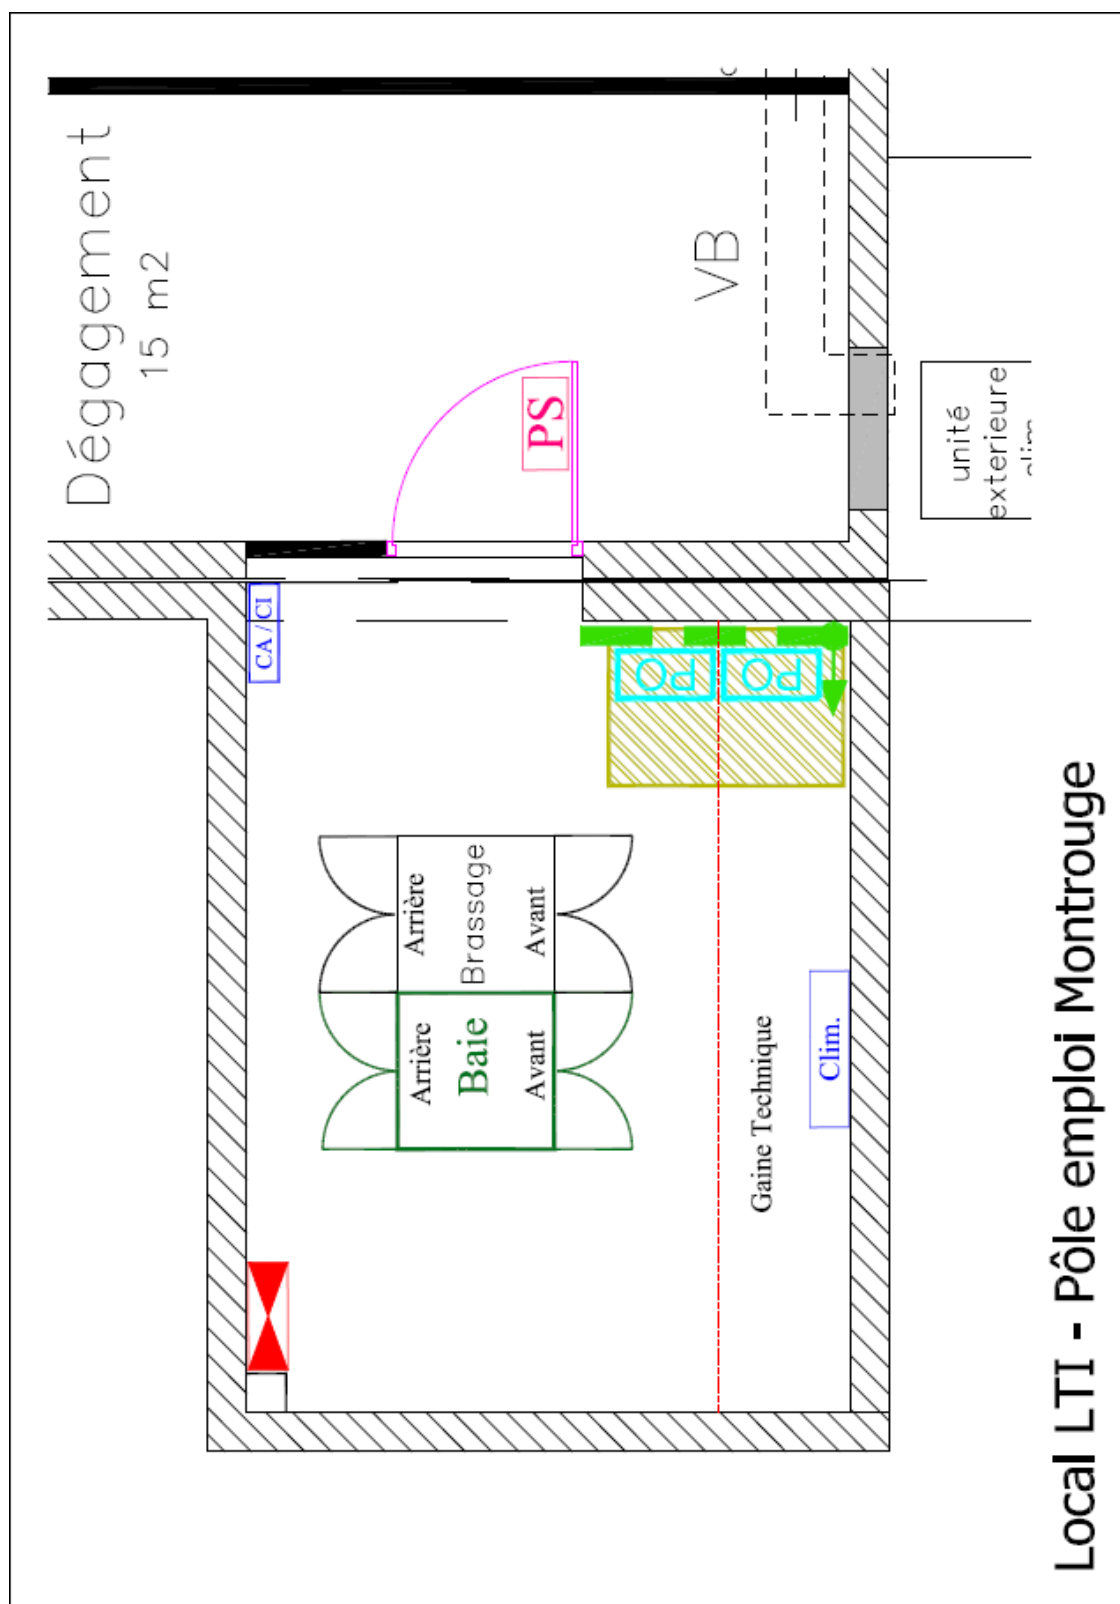 Dégagement
15 m2
VB
PS
unité
exterieure
clim
CA / CI
PO
PO
Arrière
Brassage
Avant
Arrière
Baie
Avant
Gaine Technique
Clim.
Local LTI - Pôle emploi Montrouge